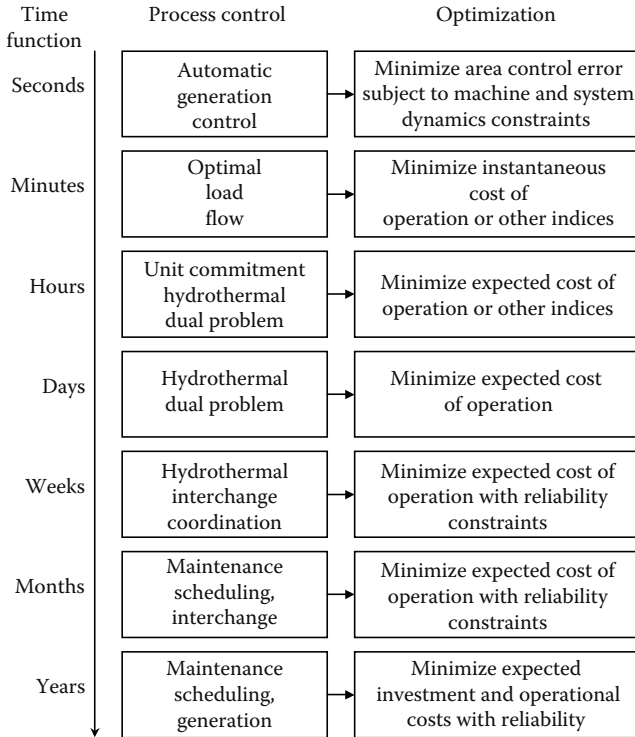 Time
function
Process control
Optimization
Seconds
Automatic
generation
control
Minimize area control error
subject to machine and system
dynamics constraints
Minutes
Optimal
load
flow
Minimize instantaneous
cost of
operation or other indices
Hours
Unit commitment
hydrothermal
dual problem
Minimize expected cost of
operation or other indices
Days
Hydrothermal
dual problem
Minimize expected cost
of operation
Weeks
Hydrothermal
interchange
coordination
Minimize expected cost of
operation with reliability
constraints
Months
Maintenance
scheduling,
interchange
Minimize expected cost of
operation with reliability
constraints
Years
Maintenance
scheduling,
generation
Minimize expected
investment and operational
costs with reliability